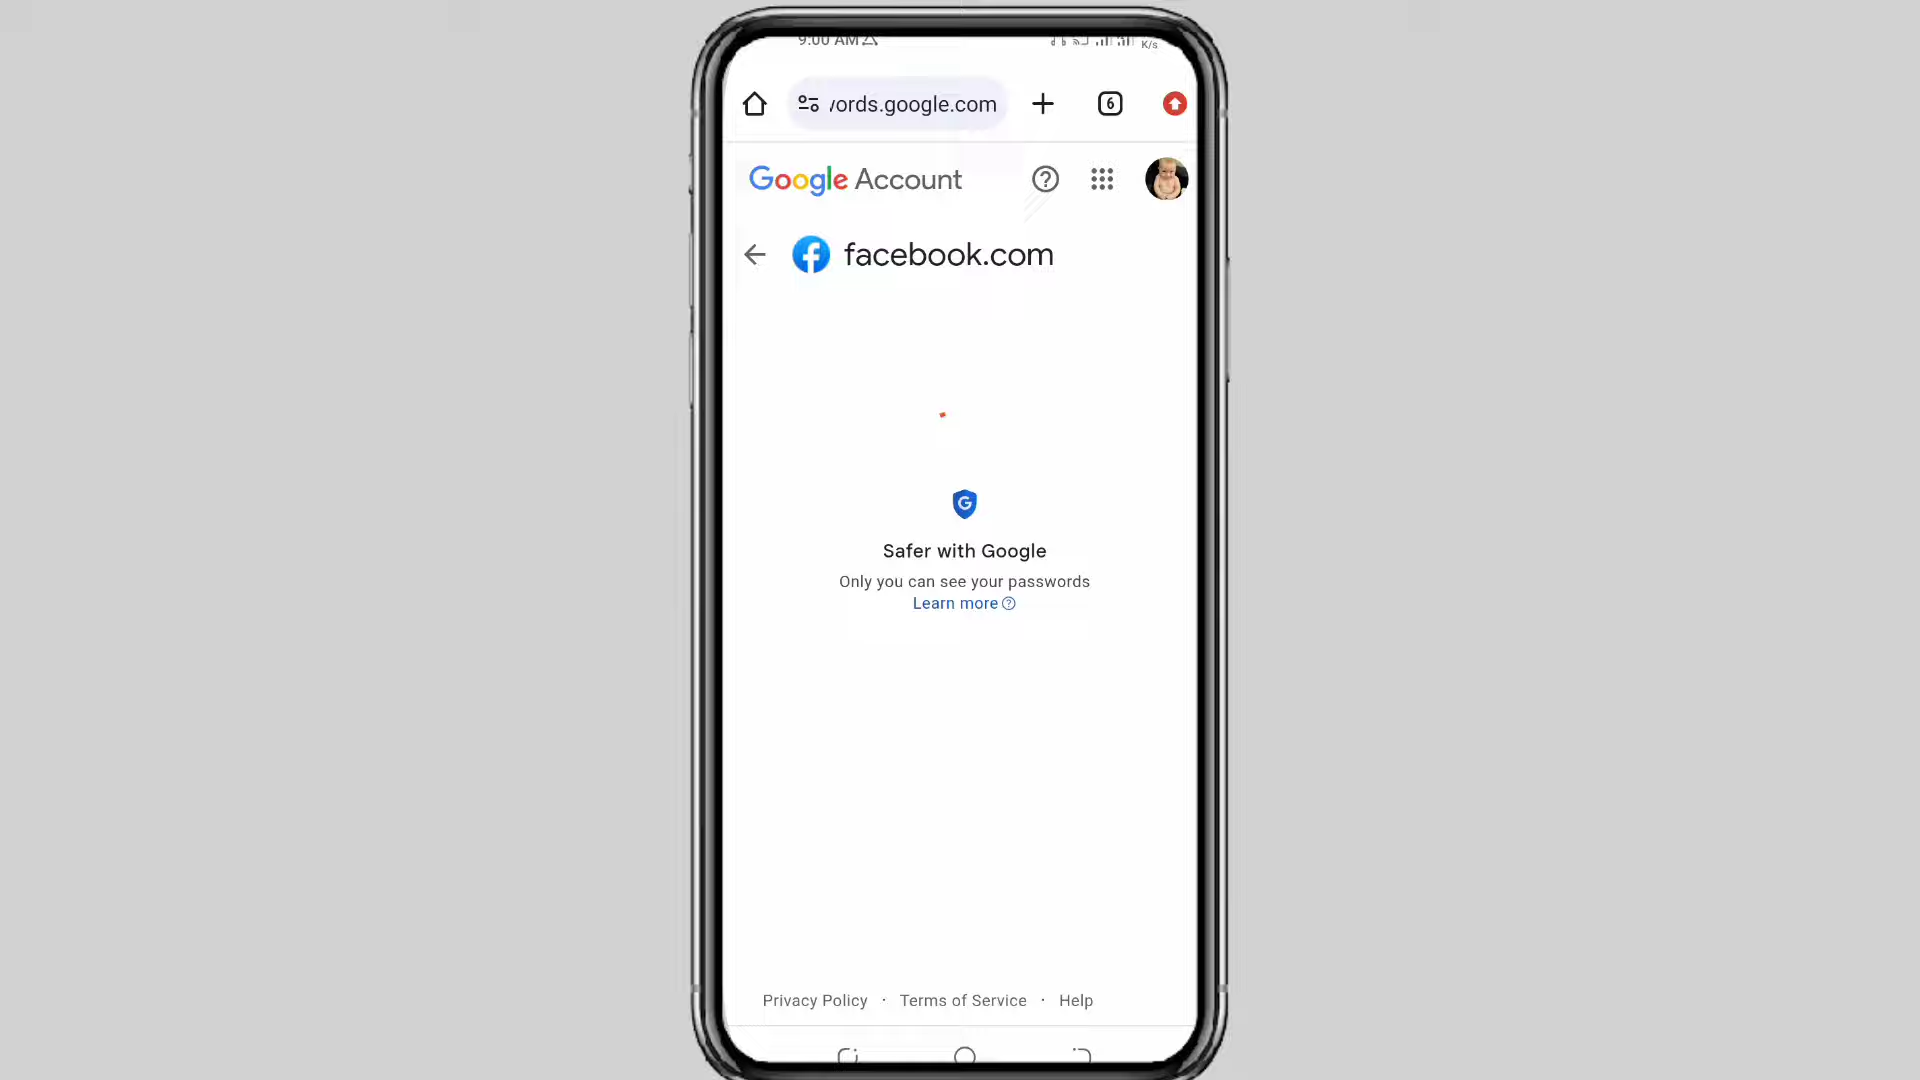 9:00 AM
K/s
words.google.com
6
Google Account
facebook.com
G
Safer with Google
Only you can see your passwords
Learn more
Privacy Policy · Terms of Service · Help